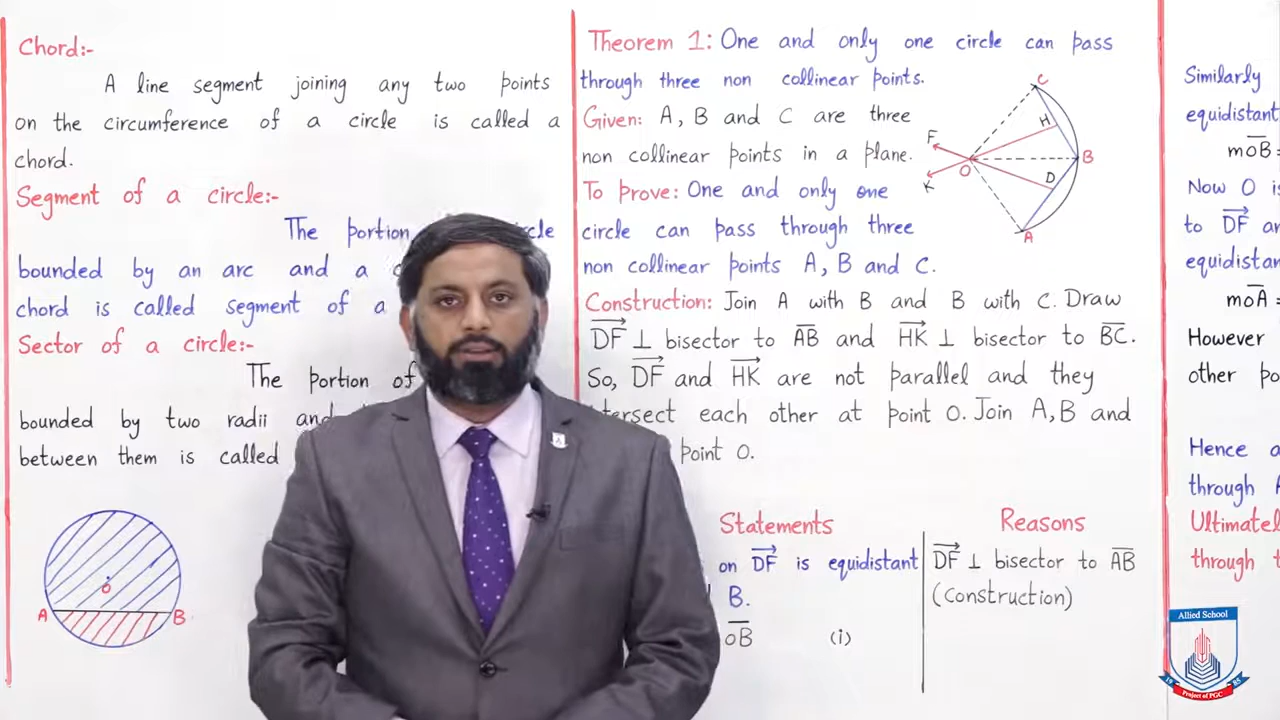 Chord:-
A line segment joining any two points
on the circumference of a circle is called a
chord.
Segment of a circle:-
The portion
bounded by an arc and a
chord is called segment of a
Sector of a circle:-
The portion of
bounded by two radii and
between them is called
O
A
B
Theorem 1: One and only one circle can pass
through three non collinear points.
Given: A, B and C are three
non collinear points in a plane.
To Prove: One and only one
circle can pass through three
non collinear points A, B and C.
Construction: Join A with B and B with C. Draw
DF ⊥ bisector to AB and HK ⊥ bisector to BC.
So, DF and HK are not parallel and they
each other at point O. Join A, B and
point O.
C
H
F
B
O
D
K
A
Statements
Reasons
on DF is equidistant
DF ⊥ bisector to AB
B.
(construction)
oB (i)
Similarly
equidistant
moB =
Now O is
to DF
equidistant
moA =
However
other
Hence
through
Ultimately
through
Allied School
19 85
Project of PGC